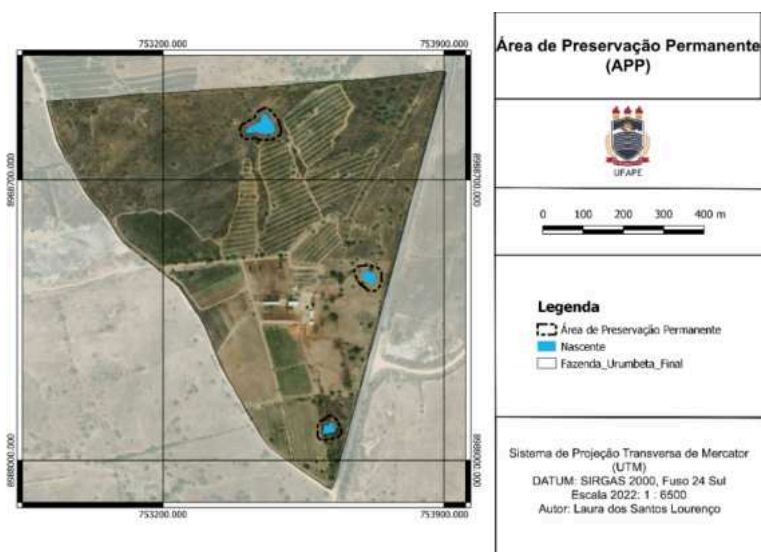 753200.000
753900.000
8988700.000
8988700.000
8988000.000
8988000.000
753200.000
753900.000
Área de Preservação Permanente
(APP)
UFAPE
0 100 200 300 400 m
Legenda
Área de Preservação Permanente
Nascente
Fazenda_Urumbeta_Final
Sistema de Projeção Transversa de Mercator
(UTM)
DATUM: SIRGAS 2000, Fuso 24 Sul
Escala 2022: 1 : 6500
Autor: Laura dos Santos Lourenço